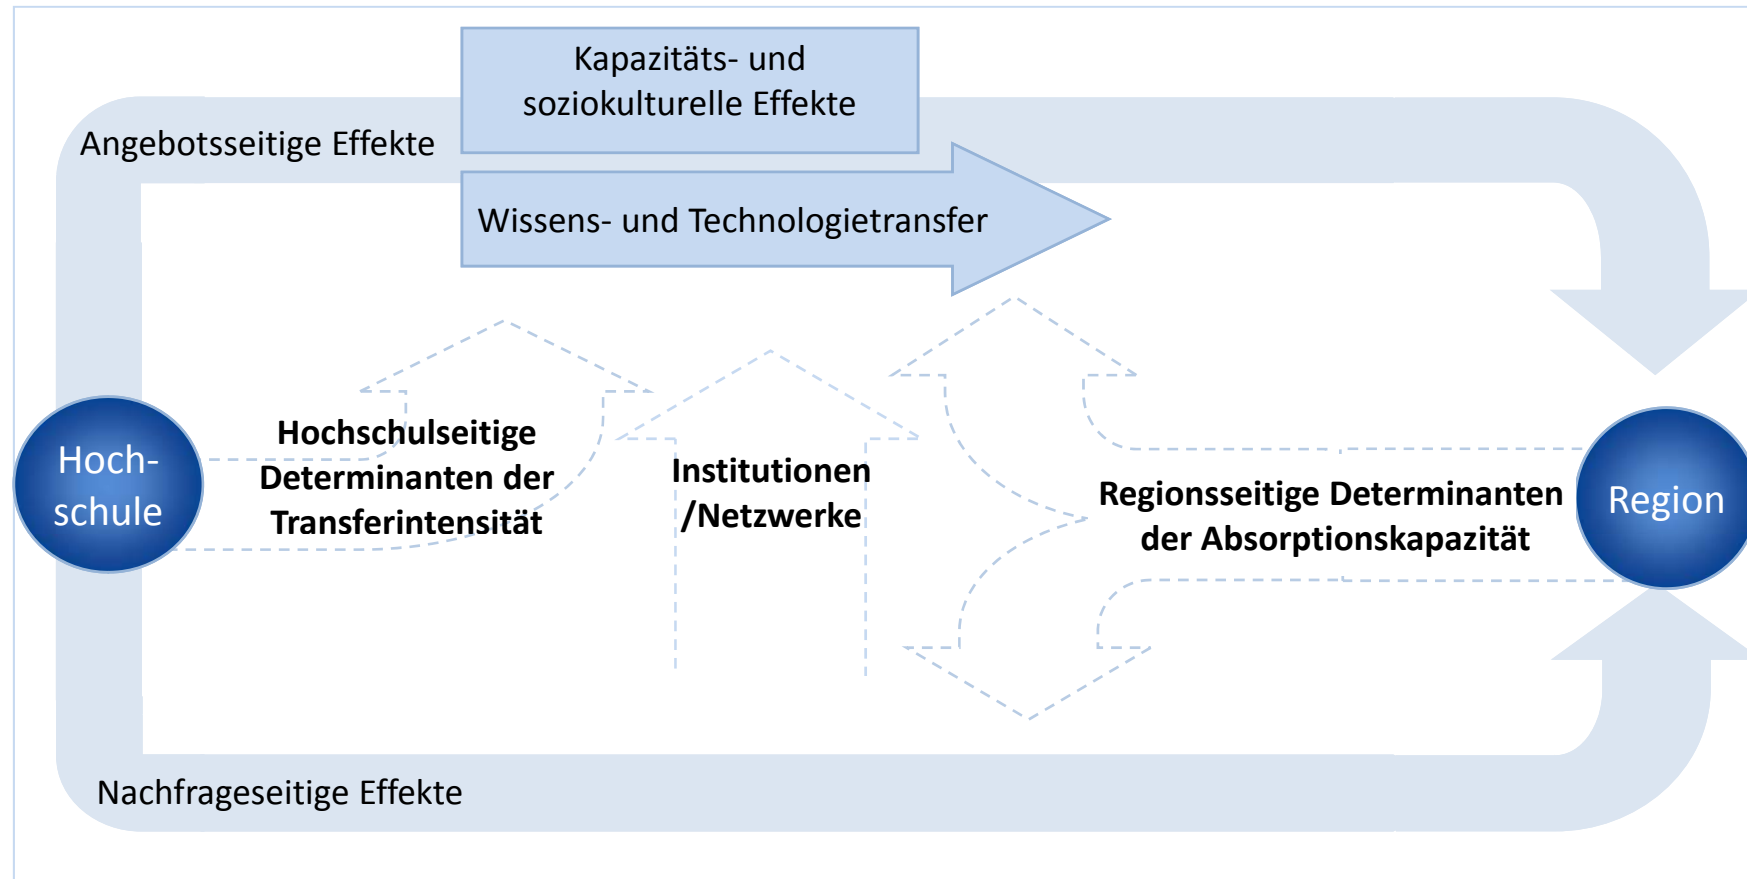 Kapazitäts- und
soziokulturelle Effekte
Angebotsseitige Effekte
Wissens- und Technologietransfer
Hoch-
schule
Hochschulseitige
Determinanten der
Transferintensität
Institutionen
/Netzwerke
Regionsseitige Determinanten
der Absorptionskapazität
Region
Nachfrageseitige Effekte